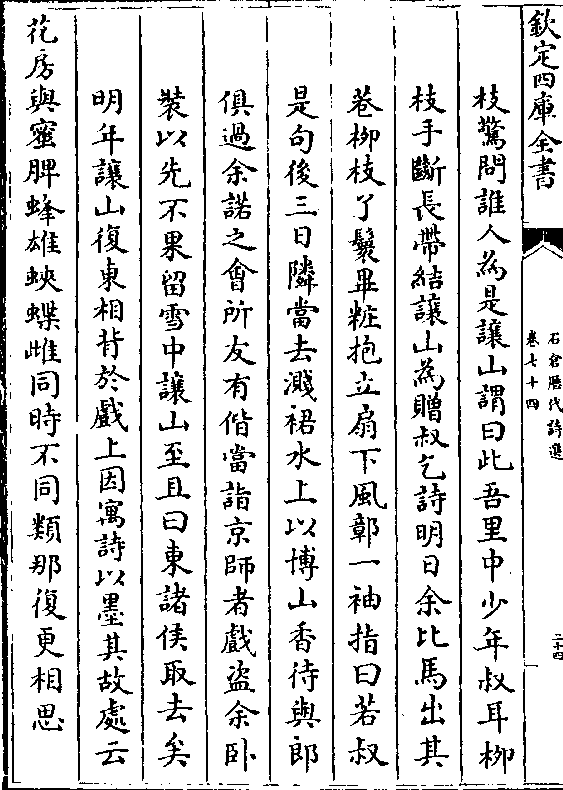 欽定四庫全書
石倉歷代詩選
卷七十四
二十四
枝驚問誰人為是讓山謂曰此吾里中少年叔耳柳
枝手斷長帶結讓山為贈叔乞詩明日余比馬出其
巷柳枝丫鬟畢粧抱立扇下風鄣一袖指曰若叔
是句後三日隣當去濺裙水上以博山香待與郎
俱過余諾之會所友有偕當詣京師者戲盜余卧
裝以先不果留雪中讓山至且曰東諸侯取去矣
明年讓山復東相背於戲上因寓詩以墨其故處云
花房與蜜脾蜂雄蛺蝶雌同時不同類那復更相思